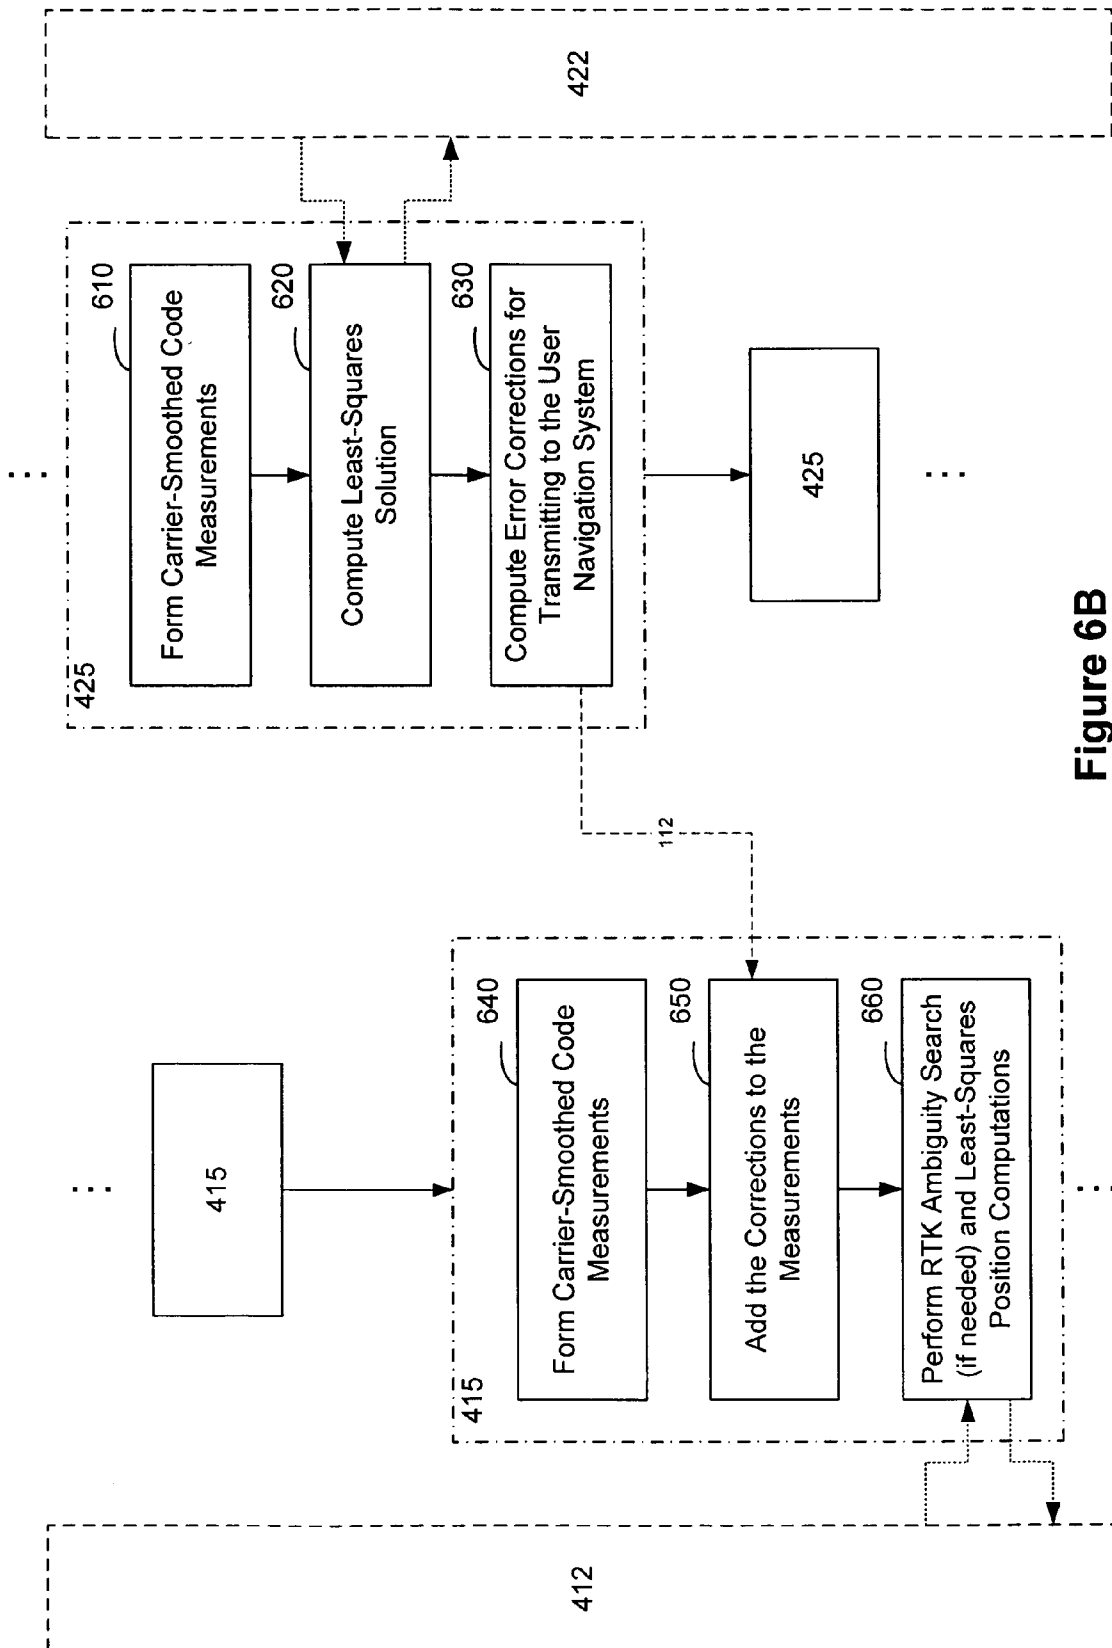 412
...
415
415
640
Form Carrier-Smoothed Code
Measurements
650
Add the Corrections to the
Measurements
660
Perform RTK Ambiguity Search
(if needed) and Least-Squares
Position Computations
...
112
...
425
610
Form Carrier-Smoothed Code
Measurements
620
Compute Least-Squares
Solution
630
Compute Error Corrections for
Transmitting to the User
Navigation System
425
...
422
Figure 6B